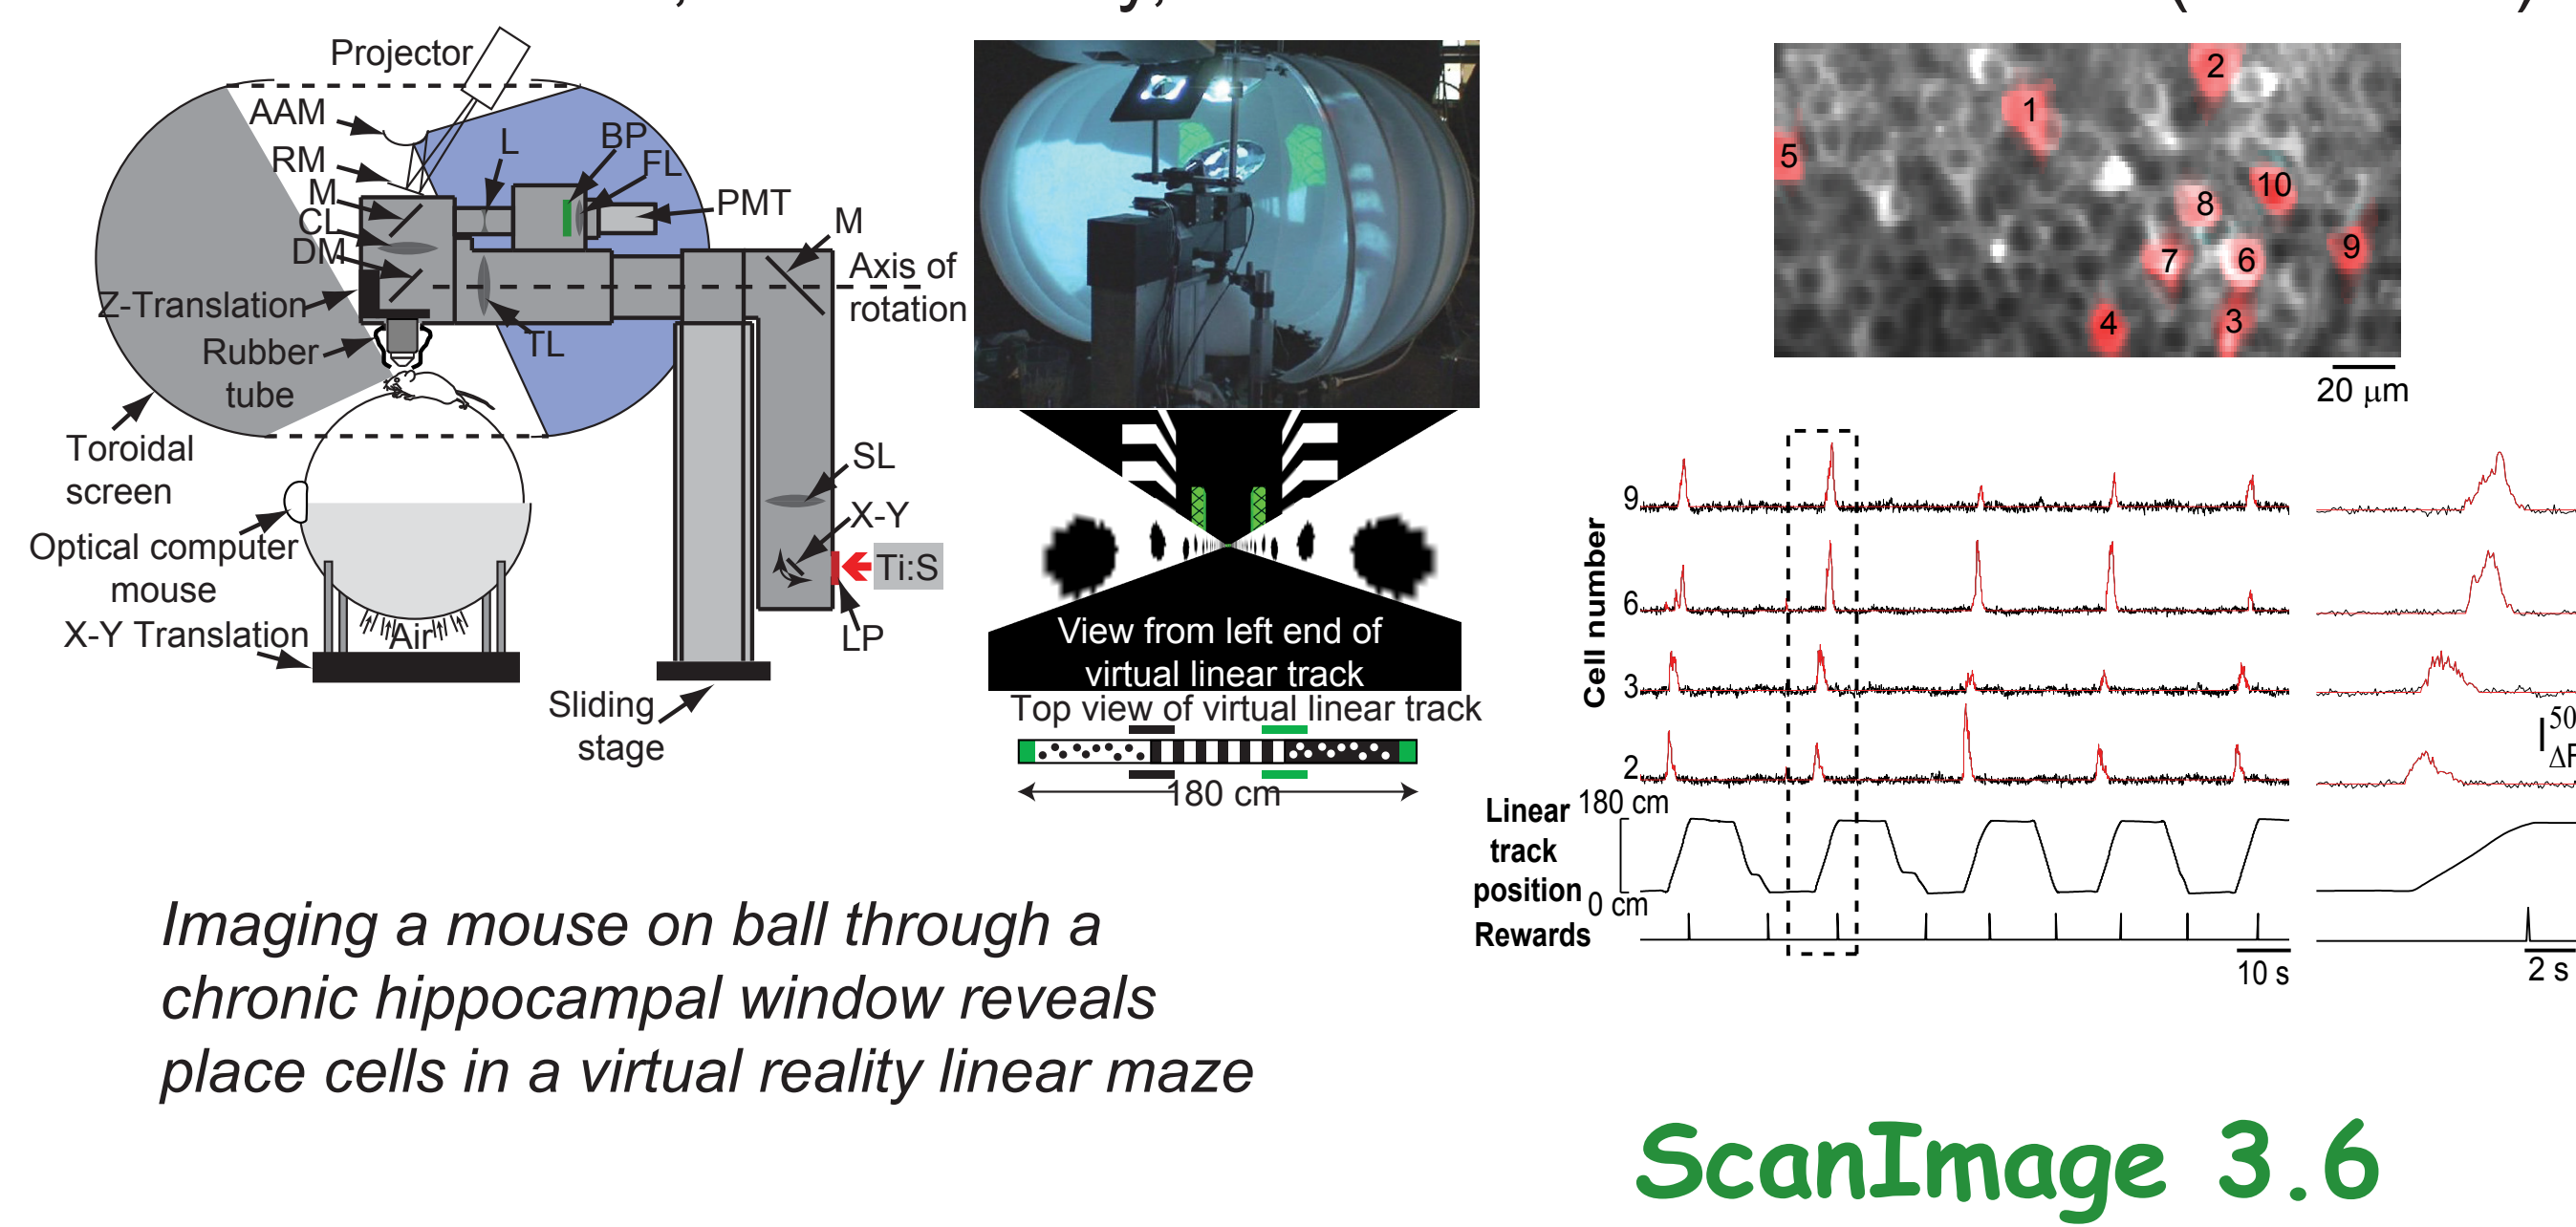 Projector
AAM
RM
M
CL
DM
Z-Translation
Rubber
tube
Toroidal
screen
Optical computer
mouse
X-Y Translation
Air
L
BP
FL
PMT
M
Axis of
rotation
TL
SL
X-Y
Ti:S
LP
Sliding
stage
View from left end of
virtual linear track
Top view of virtual linear track
180 cm
1
2
5
10
8
7
6
9
4
3
20 μm
Cell number
9
6
3
2
50
Linear
track
position
180 cm
0 cm
Rewards
10 s
2 s
Imaging a mouse on ball through a
chronic hippocampal window reveals
place cells in a virtual reality linear maze
ScanImage 3.6